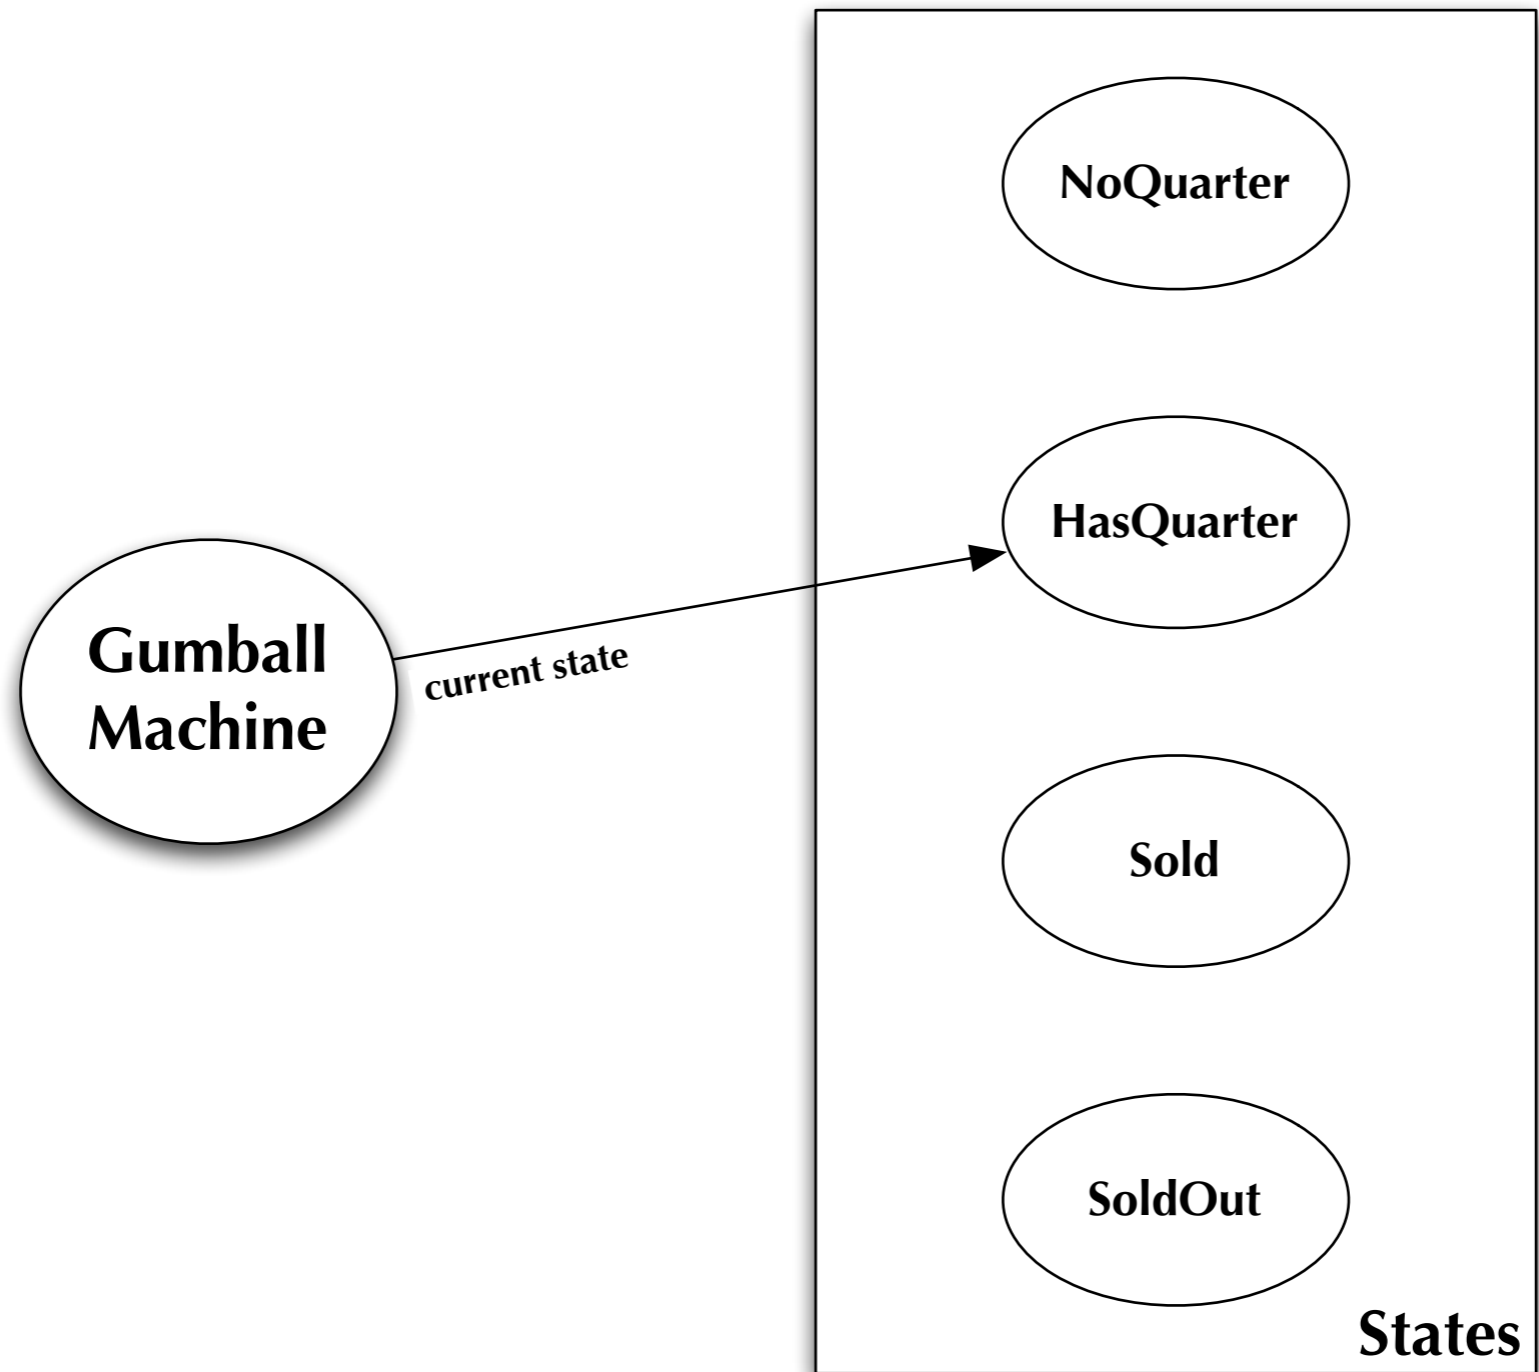 NoQuarter
HasQuarter
Gumball
Machine
current state
Sold
SoldOut
States